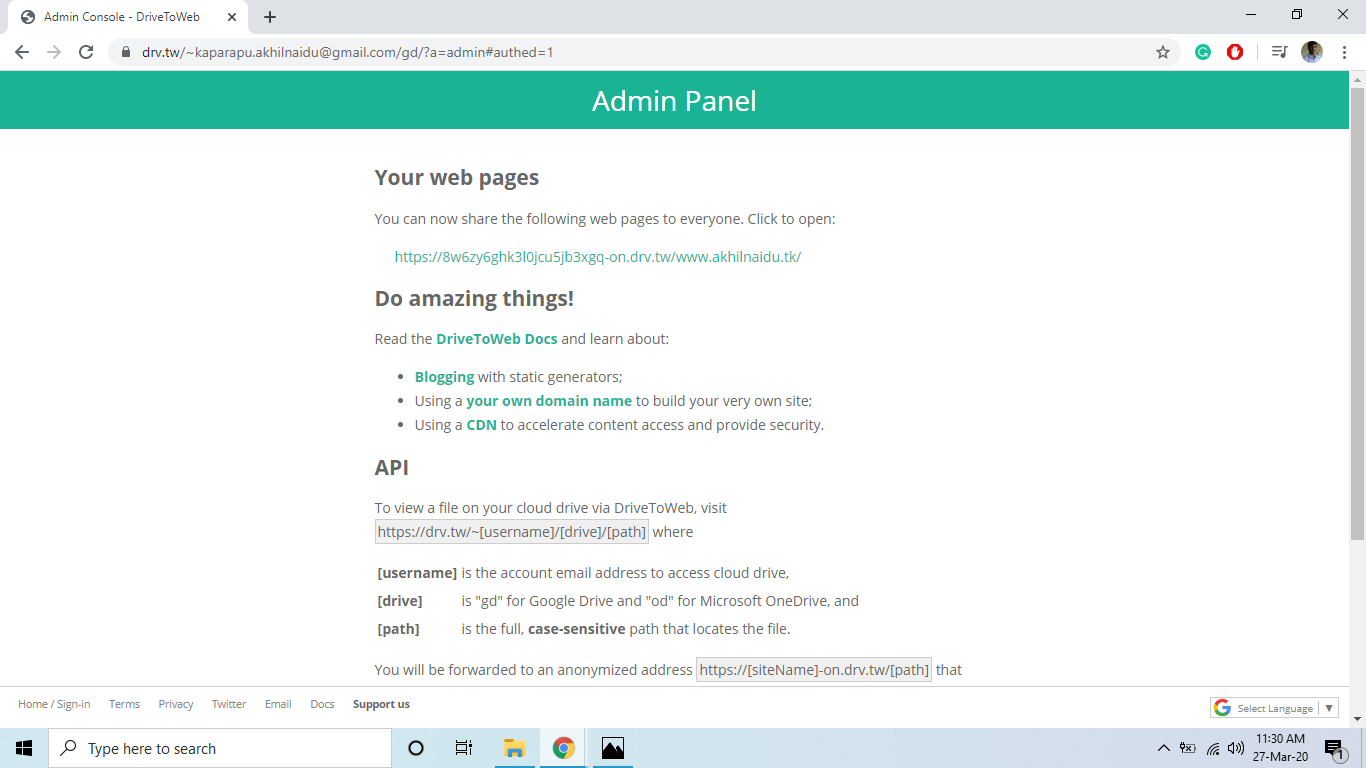 Admin Console - DriveToWeb
drv.tw/~kaparapu.akhilnaidu@gmail.com/gd/?a=admin#authed=1
Admin Panel
Your web pages
You can now share the following web pages to everyone. Click to open:
https://8w6zy6ghk3l0jcu5jb3xgq-on.drv.tw/www.akhilnaidu.tk/
Do amazing things!
Read the DriveToWeb Docs and learn about:
• Blogging with static generators;
• Using a your own domain name to build your very own site;
• Using a CDN to accelerate content access and provide security.
API
To view a file on your cloud drive via DriveToWeb, visit
https://drv.tw/~[username]/[drive]/[path] where
[username] is the account email address to access cloud drive,
[drive] is "gd" for Google Drive and "od" for Microsoft OneDrive, and
[path] is the full, case-sensitive path that locates the file.
You will be forwarded to an anonymized address https://[siteName]-on.drv.tw/[path] that
Home / Sign-in Terms Privacy Twitter Email Docs Support us
G Select Language ▼
Type here to search
11:30 AM
27-Mar-20
1